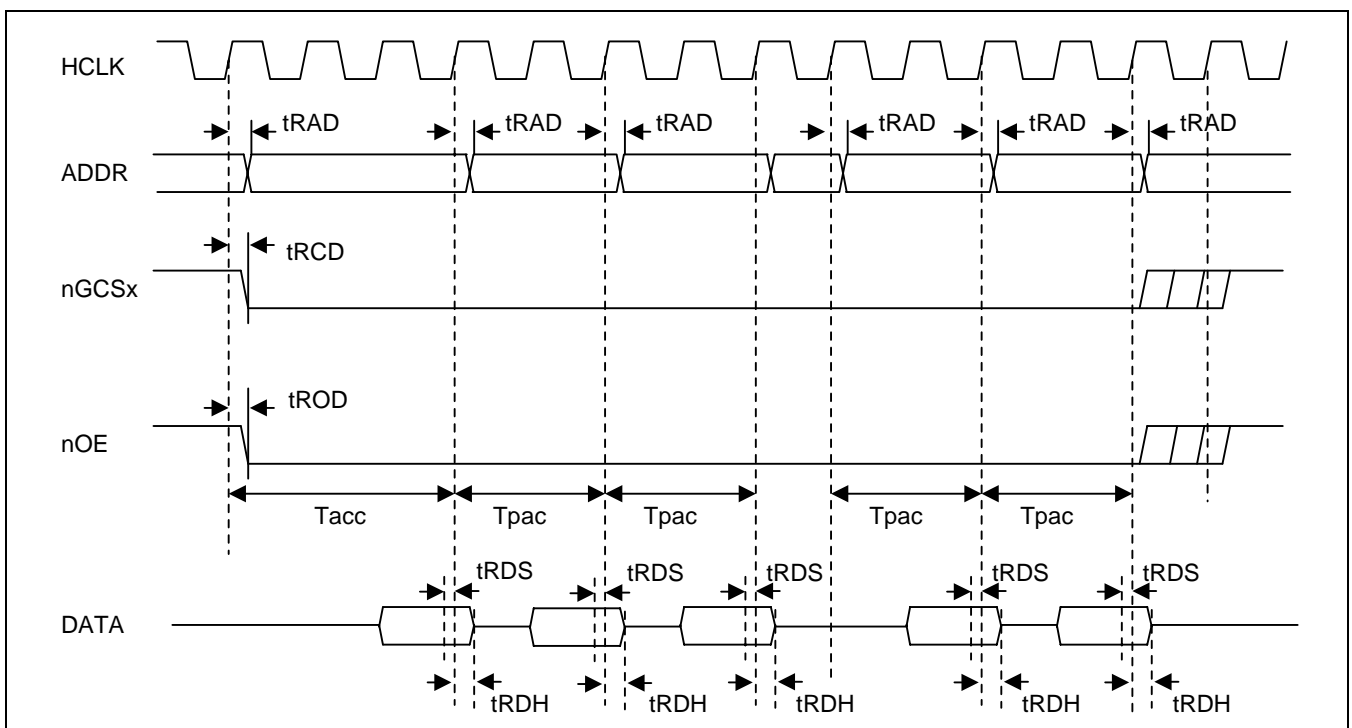 HCLK
tRAD tRAD tRAD tRAD tRAD tRAD
ADDR
tRCD
nGCSx
tROD
nOE
Tacc Tpac Tpac Tpac Tpac
tRDS tRDS tRDS tRDS tRDS
DATA
tRDH tRDH tRDH tRDH tRDH